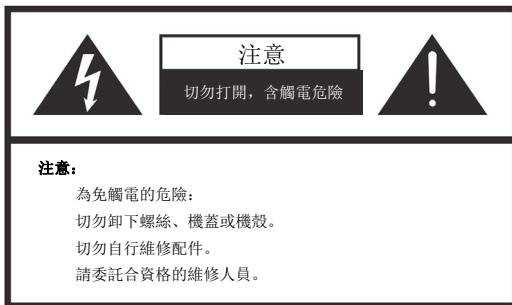 注意
切勿打開，含觸電危險
注意：
為免觸電的危險：
切勿卸下螺絲、機蓋或機殼。
切勿自行維修配件。
請委託合資格的維修人員。